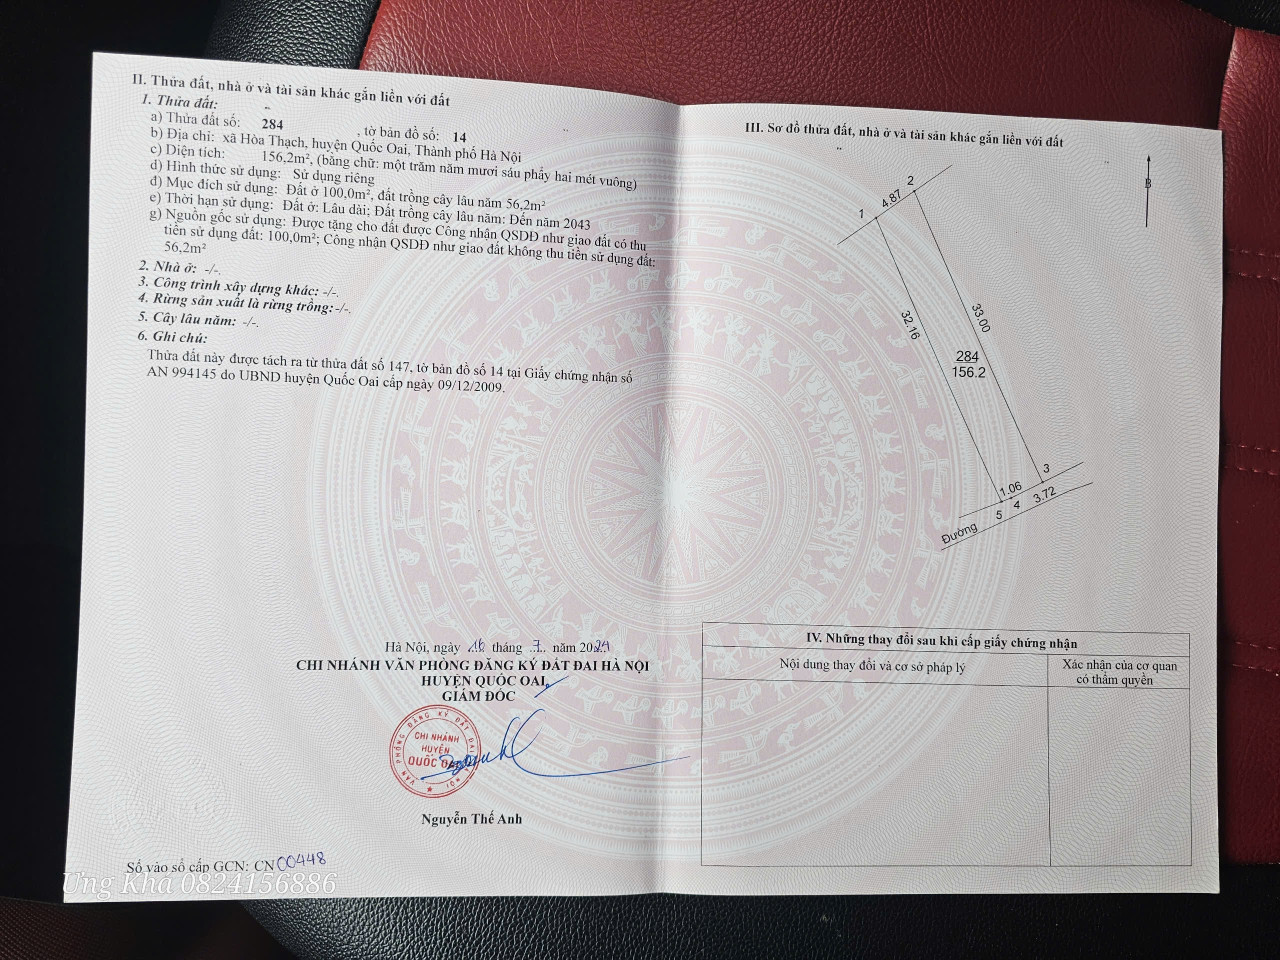 II. Thửa đất, nhà ở và tài sản khác gắn liền với đất
1. Thửa đất:
a) Thửa đất số: 284 , tờ bản đồ số: 14
b) Địa chỉ: xã Hòa Thạch, huyện Quốc Oai, Thành phố Hà Nội
c) Diện tích: 156,2m², (bằng chữ: một trăm năm mươi sáu phẩy hai mét vuông)
d) Hình thức sử dụng: Sử dụng riêng
đ) Mục đích sử dụng: Đất ở 100,0m², đất trồng cây lâu năm 56,2m²
e) Thời hạn sử dụng: Đất ở: Lâu dài; Đất trồng cây lâu năm: Đến năm 2043
g) Nguồn gốc sử dụng: Được tặng cho đất được Công nhận QSDĐ như giao đất có thu
tiền sử dụng đất: 100,0m²; Công nhận QSDĐ như giao đất không thu tiền sử dụng đất:
56,2m²
2. Nhà ở: -/-.
3. Công trình xây dựng khác: -/-.
4. Rừng sản xuất là rừng trồng: -/-.
5. Cây lâu năm: -/-.
6. Ghi chú:
Thửa đất này được tách ra từ thửa đất số 147, tờ bản đồ số 14 tại Giấy chứng nhận số
AN 994145 do UBND huyện Quốc Oai cấp ngày 09/12/2009.
Hà Nội, ngày 16 tháng 7 năm 2024
CHI NHÁNH VĂN PHÒNG ĐĂNG KÝ ĐẤT ĐAI HÀ NỘI
HUYỆN QUỐC OAI
GIÁM ĐỐC
VĂN PHÒNG ĐĂNG KÝ ĐẤT ĐAI HÀ NỘI
CHI NHÁNH
HUYỆN
QUỐC OAI
Nguyễn Thế Anh
Số vào sổ cấp GCN: CN 00448
Ưng Kha 0824156886
III. Sơ đồ thửa đất, nhà ở và tài sản khác gắn liền với đất
B
1
4.87
2
32.16
33.00
284
156.2
3
1.06
4
3.72
5
Đường
IV. Những thay đổi sau khi cấp giấy chứng nhận
Nội dung thay đổi và cơ sở pháp lý
Xác nhận của cơ quan
có thẩm quyền